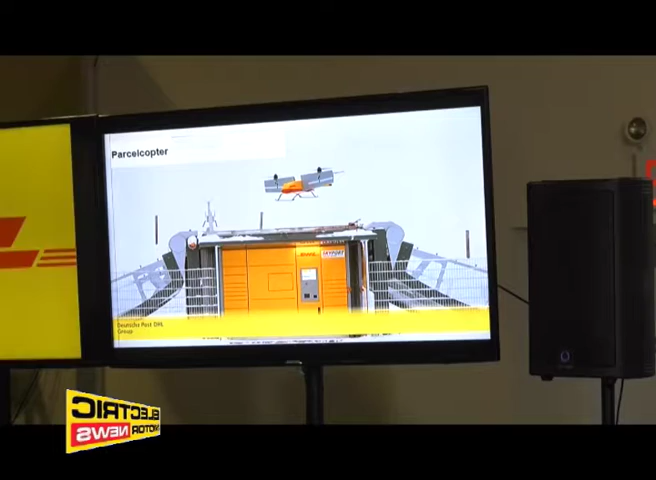 Parcelcopter
Deutsche Post DHL
Group
ELECTRIC
MOTOR
NEWS